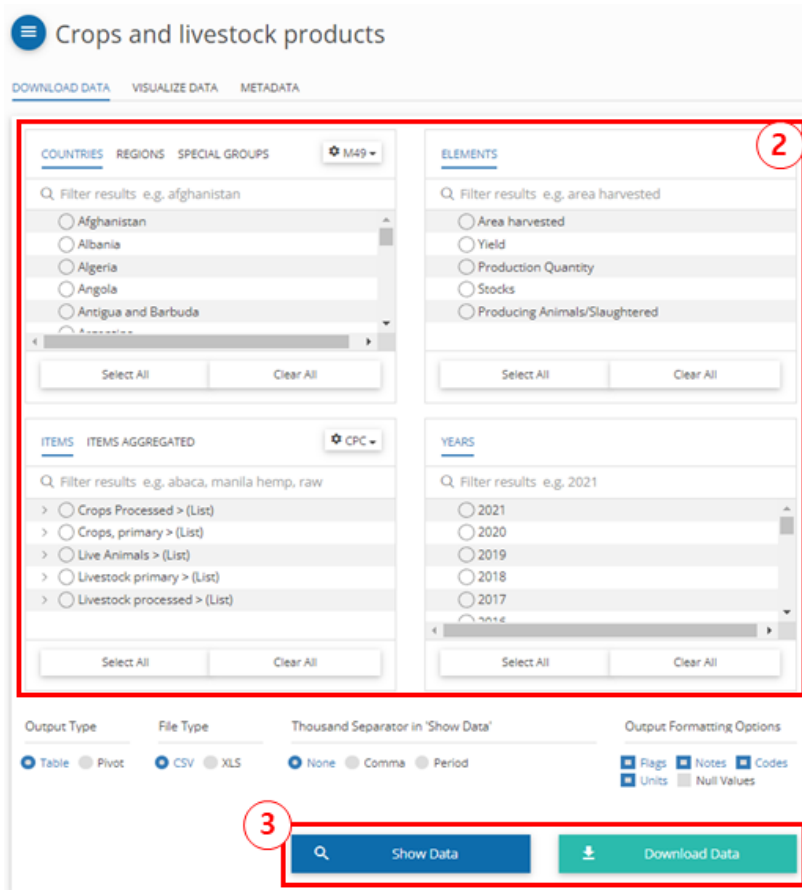 Crops and livestock products
DOWNLOAD DATA VISUALIZE DATA METADATA
2
COUNTRIES REGIONS SPECIAL GROUPS M49
Filter results e.g. afghanistan
Afghanistan
Albania
Algeria
Angola
Antigua and Barbuda
Select All Clear All
ELEMENTS
Filter results e.g. area harvested
Area harvested
Yield
Production Quantity
Stocks
Producing Animals/Slaughtered
Select All Clear All
ITEMS ITEMS AGGREGATED CPC
Filter results e.g. abaca, manila hemp, raw
> Crops Processed > (List)
> Crops, primary > (List)
> Live Animals > (List)
> Livestock primary > (List)
> Livestock processed > (List)
Select All Clear All
YEARS
Filter results e.g. 2021
2021
2020
2019
2018
2017
Select All Clear All
Output Type File Type Thousand Separator in 'Show Data' Output Formatting Options
Table Pivot CSV XLS None Comma Period Flags Notes Codes
Units Null Values
3
Show Data Download Data